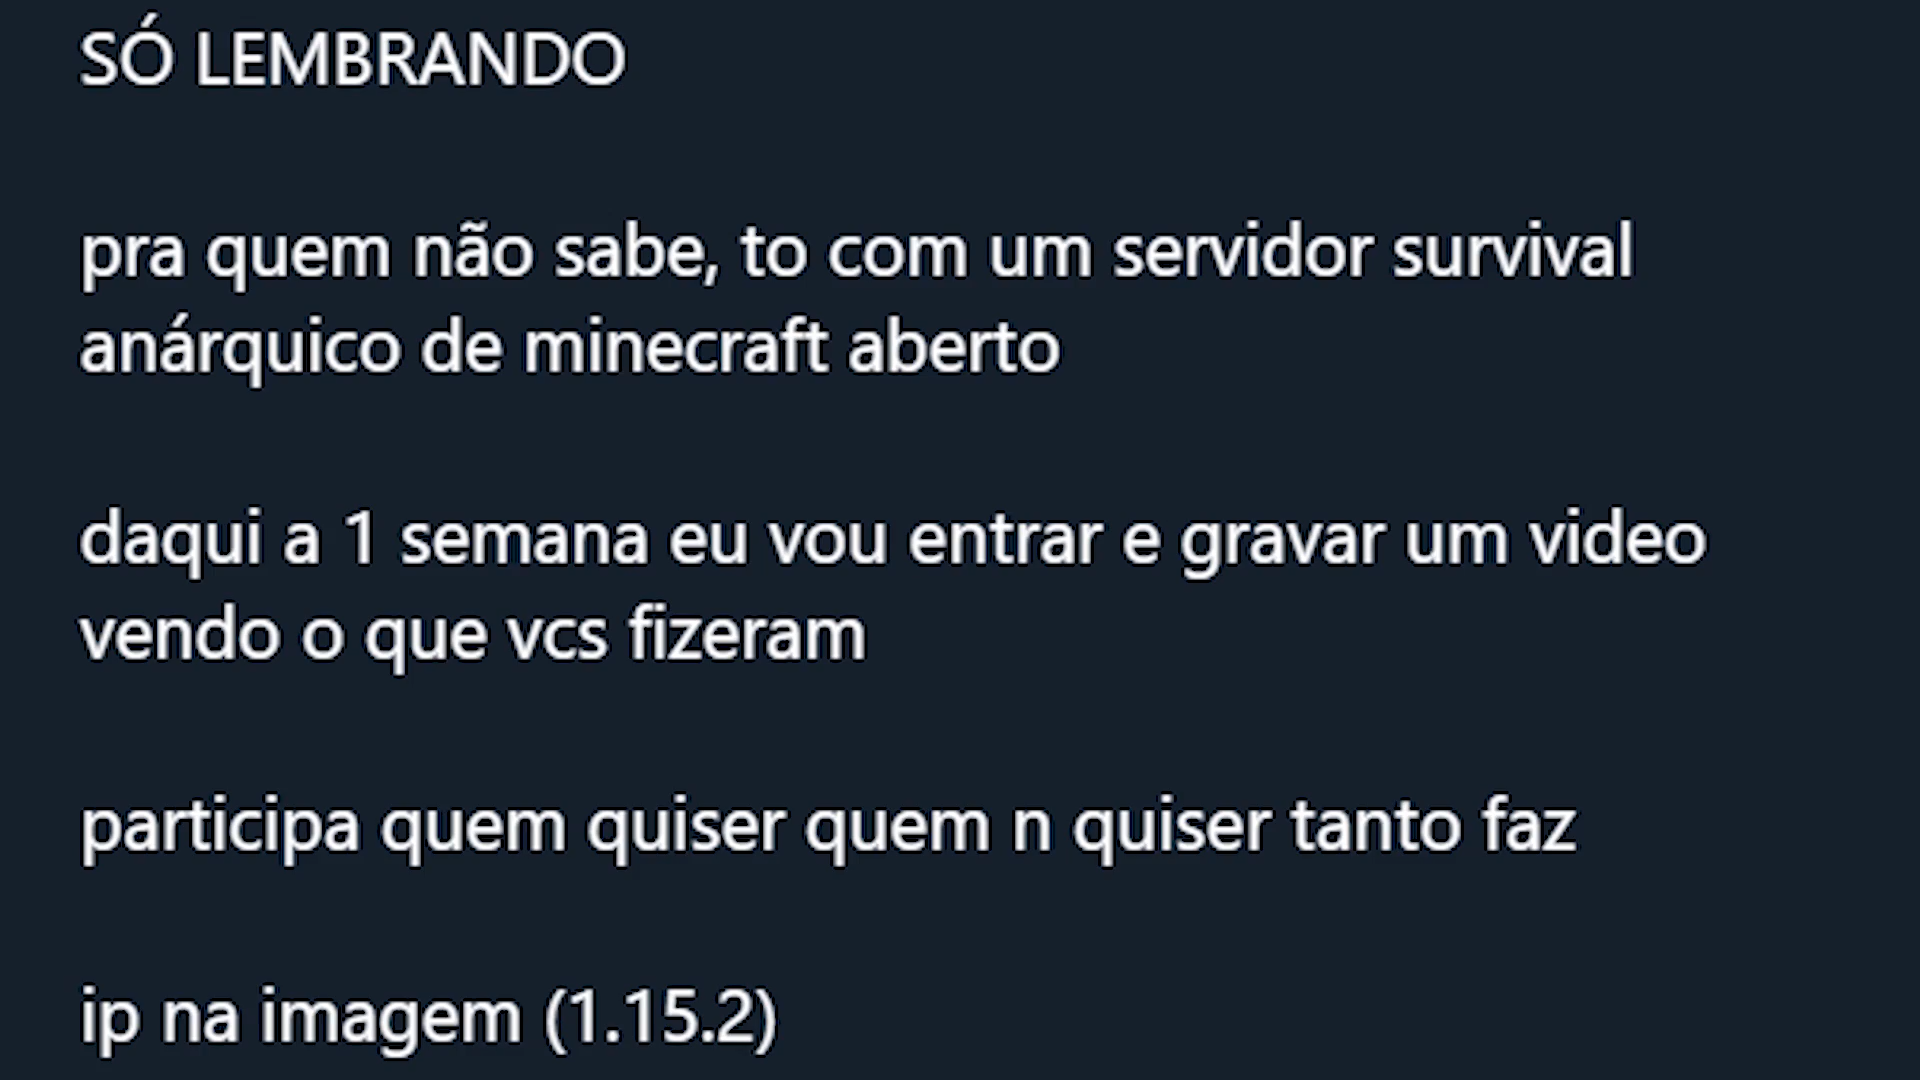 SÓ LEMBRANDO
pra quem não sabe, to com um servidor survival
anárquico de minecraft aberto
daqui a 1 semana eu vou entrar e gravar um video
vendo o que vcs fizeram
participa quem quiser quem n quiser tanto faz
ip na imagem (1.15.2)